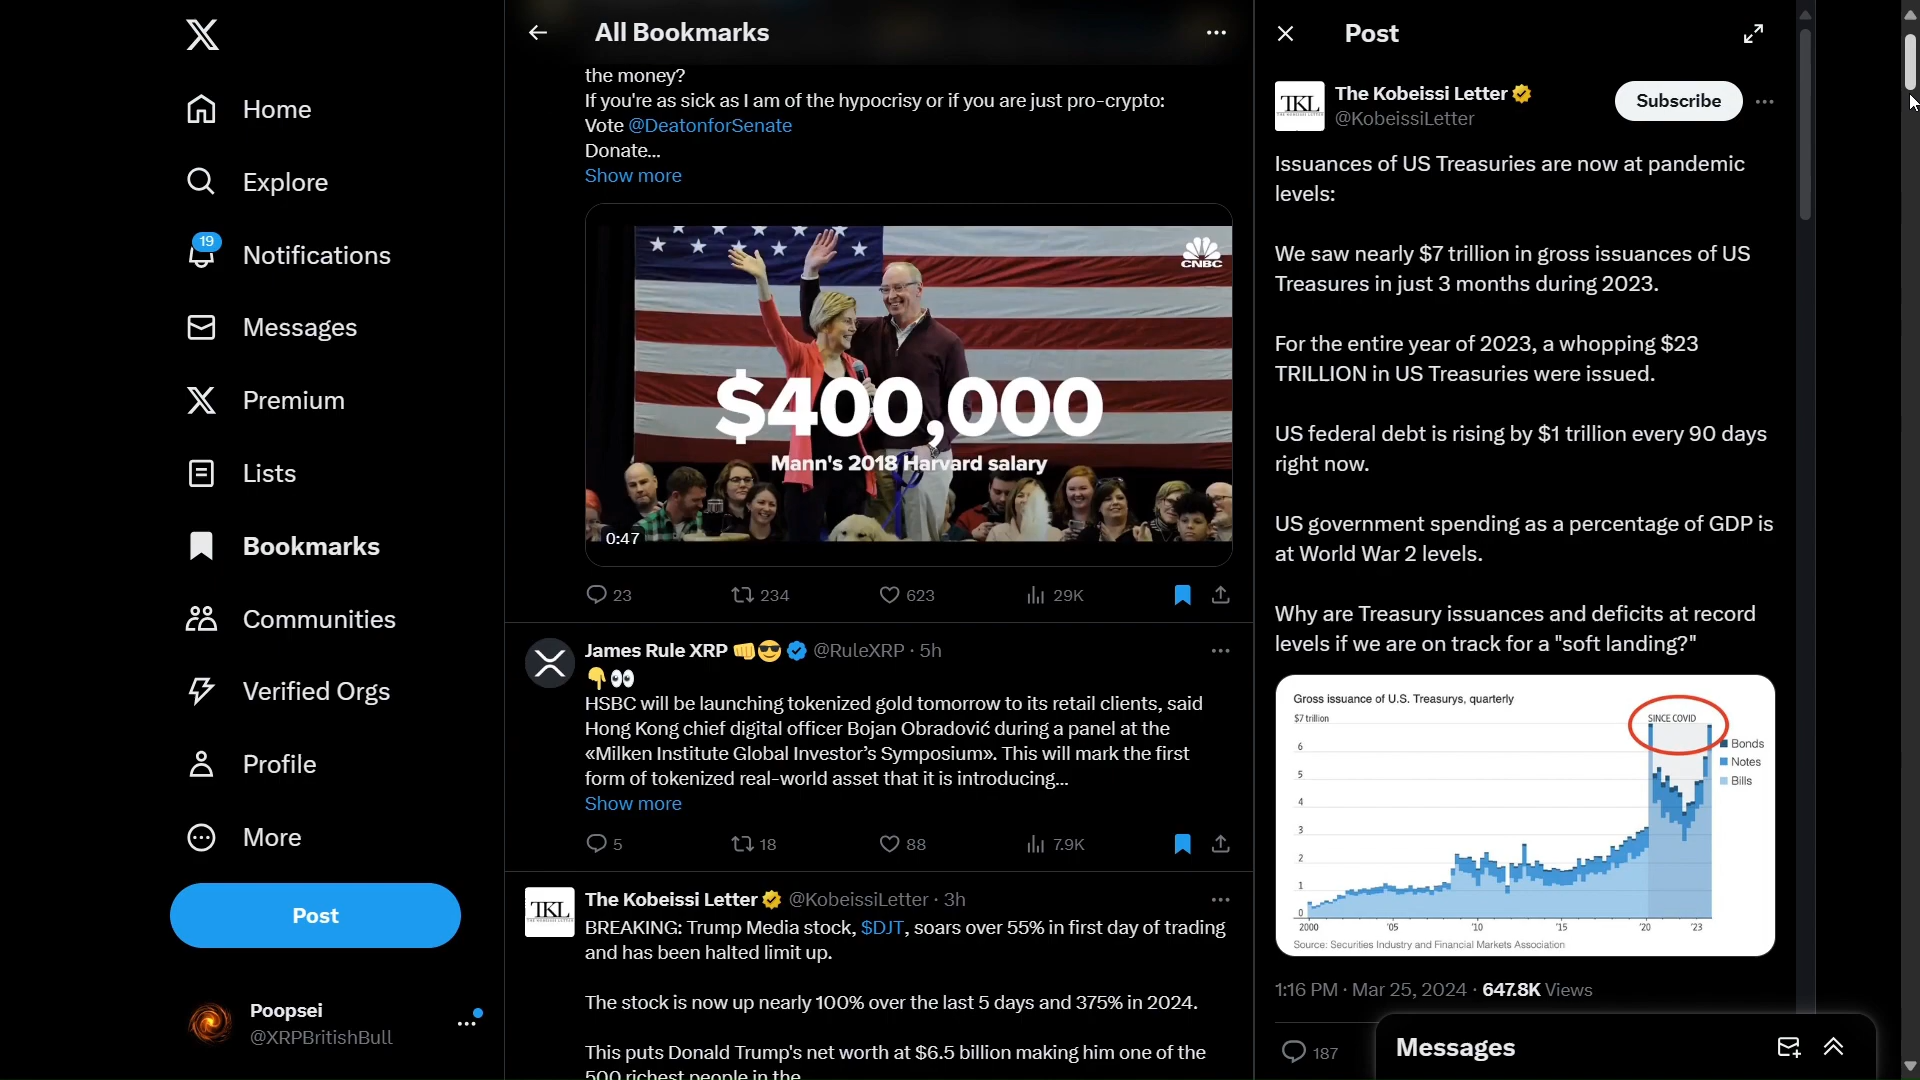 Home
Explore
19
Notifications
Messages
Premium
Lists
Bookmarks
Communities
Verified Orgs
Profile
More
Post
Poopsei
@XRPBritishBull
All Bookmarks
the money?
If you're as sick as I am of the hypocrisy or if you are just pro-crypto:
Vote @DeatonforSenate
Donate...
Show more
CNBC
$400,000
Mann's 2018 Harvard salary
0:47
23 234 623 29K
James Rule XRP @RuleXRP · 5h
HSBC will be launching tokenized gold tomorrow to its retail clients, said
Hong Kong chief digital officer Bojan Obradović during a panel at the
«Milken Institute Global Investor’s Symposium». This will mark the first
form of tokenized real-world asset that it is introducing...
Show more
5 18 88 7.9K
TKL
The Kobeissi Letter @KobeissiLetter · 3h
BREAKING: Trump Media stock, $DJT, soars over 55% in first day of trading
and has been halted limit up.
The stock is now up nearly 100% over the last 5 days and 375% in 2024.
This puts Donald Trump's net worth at $6.5 billion making him one of the
500 richest people in the
Post
TKL
The Kobeissi Letter
@KobeissiLetter
Subscribe
Issuances of US Treasuries are now at pandemic
levels:
We saw nearly $7 trillion in gross issuances of US
Treasures in just 3 months during 2023.
For the entire year of 2023, a whopping $23
TRILLION in US Treasuries were issued.
US federal debt is rising by $1 trillion every 90 days
right now.
US government spending as a percentage of GDP is
at World War 2 levels.
Why are Treasury issuances and deficits at record
levels if we are on track for a "soft landing?"
Gross issuance of U.S. Treasurys, quarterly
$7 trillion
SINCE COVID
6
5
4
3
2
1
0
Bonds
Notes
Bills
2000 '05 '10 '15 '20 '23
Source: Securities Industry and Financial Markets Association
1:16 PM · Mar 25, 2024 · 647.8K Views
187
Messages